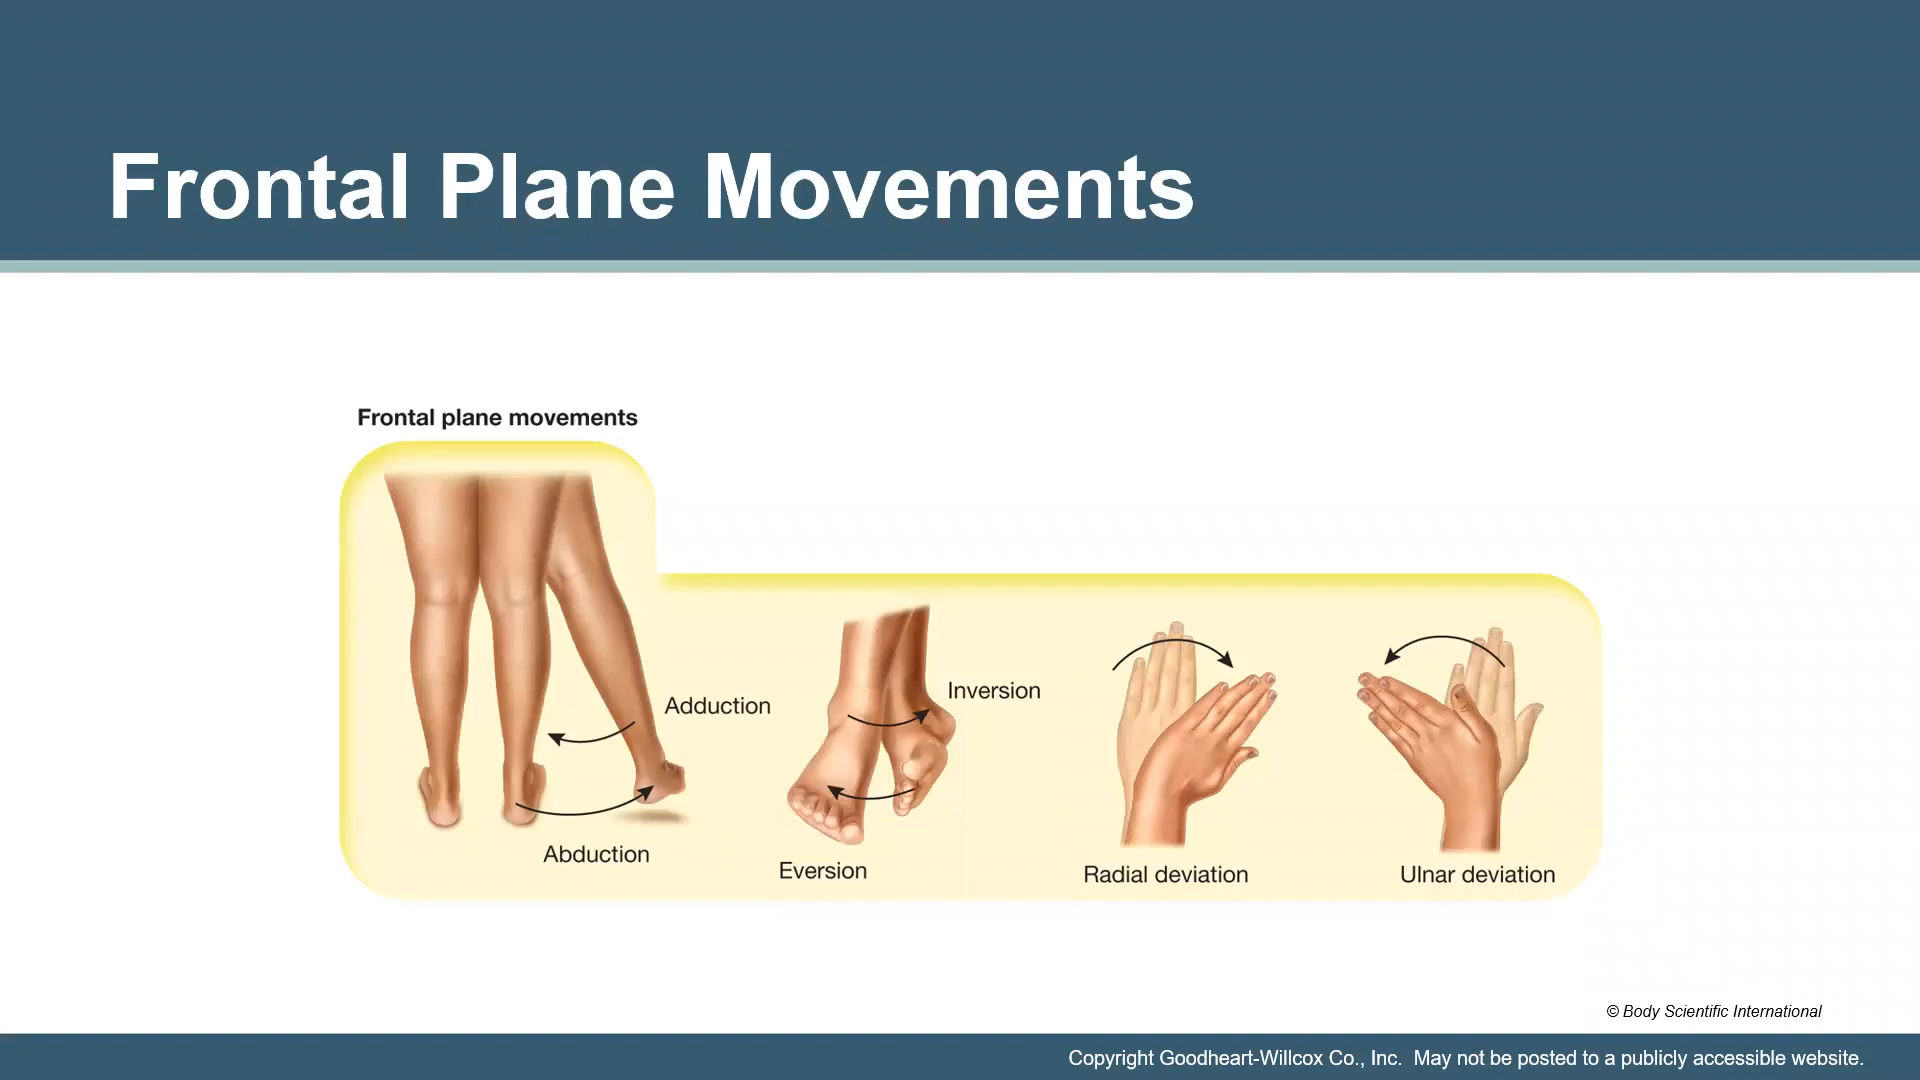 Frontal Plane Movements
Frontal plane movements
Adduction
Abduction
Inversion
Eversion
Radial deviation
Ulnar deviation
© Body Scientific International
Copyright Goodheart-Willcox Co., Inc.  May not be posted to a publicly accessible website.